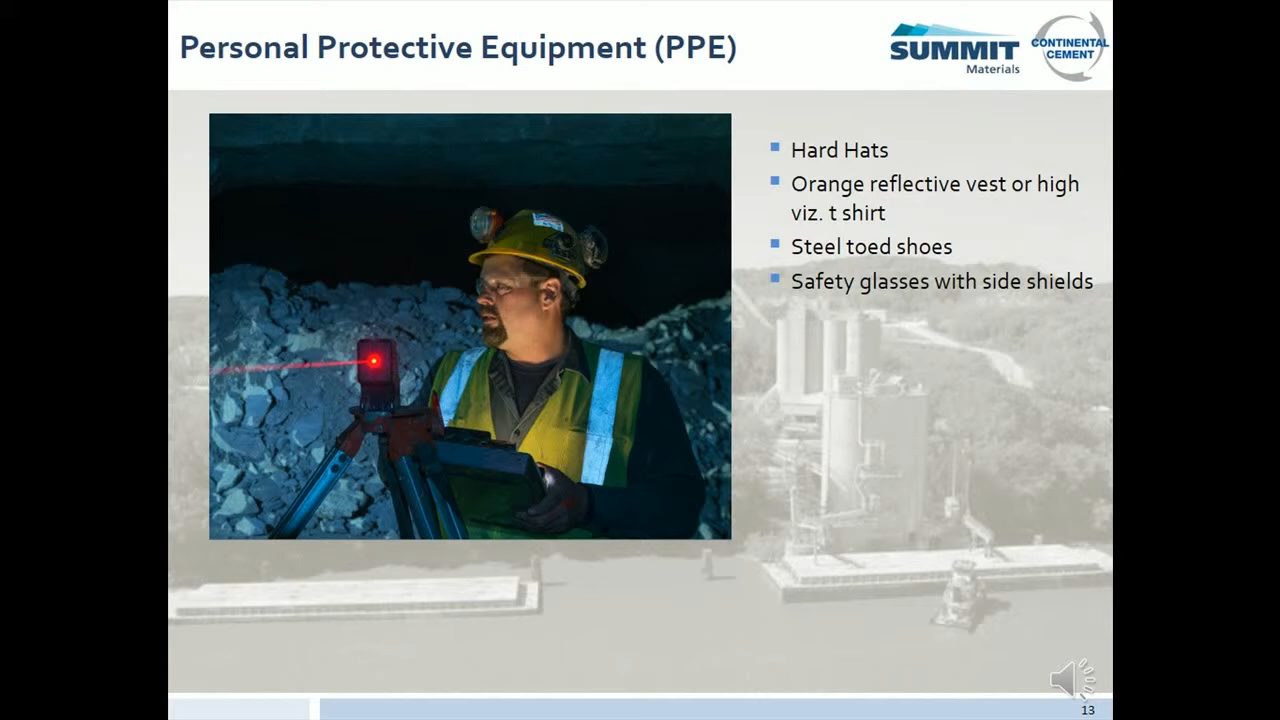 Personal Protective Equipment (PPE)
SUMMIT
Materials
CONTINENTAL
CEMENT
Hard Hats
Orange reflective vest or high
viz. t shirt
Steel toed shoes
Safety glasses with side shields
13